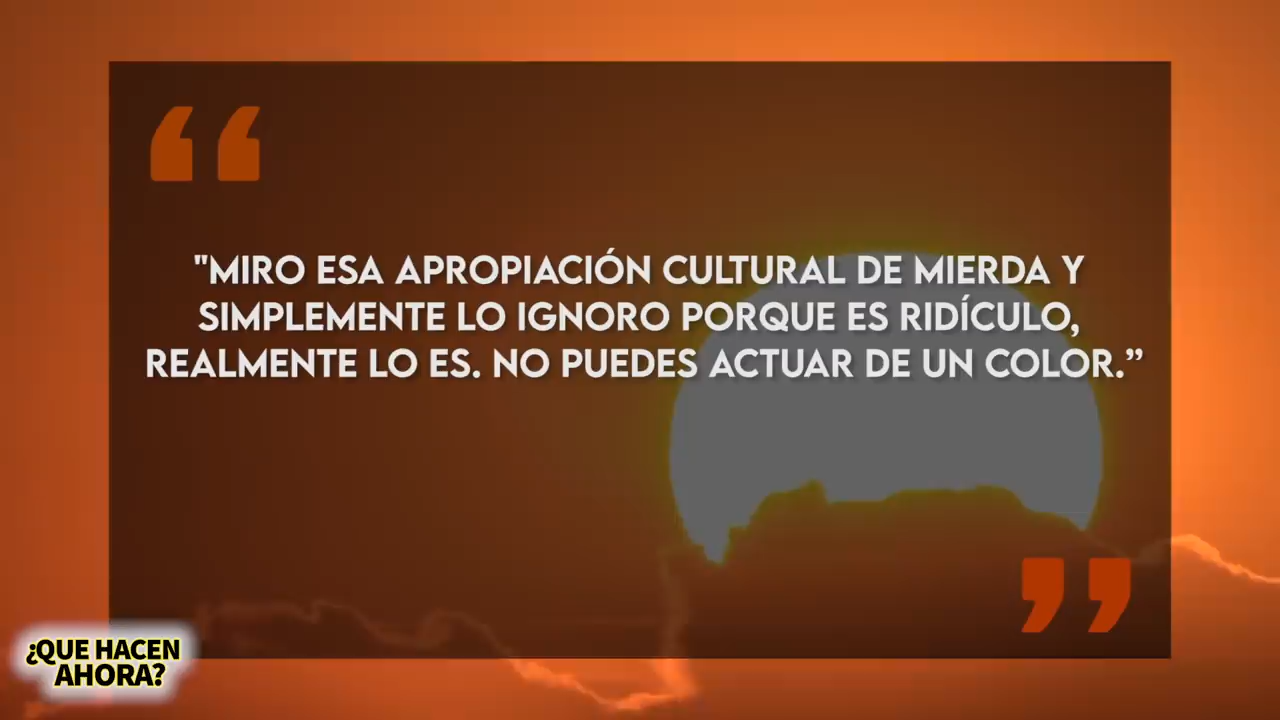 "MIRO ESA APROPIACIÓN CULTURAL DE MIERDA Y
SIMPLEMENTE LO IGNORO PORQUE ES RIDÍCULO,
REALMENTE LO ES. NO PUEDES ACTUAR DE UN COLOR.”
¿QUE HACEN
AHORA?